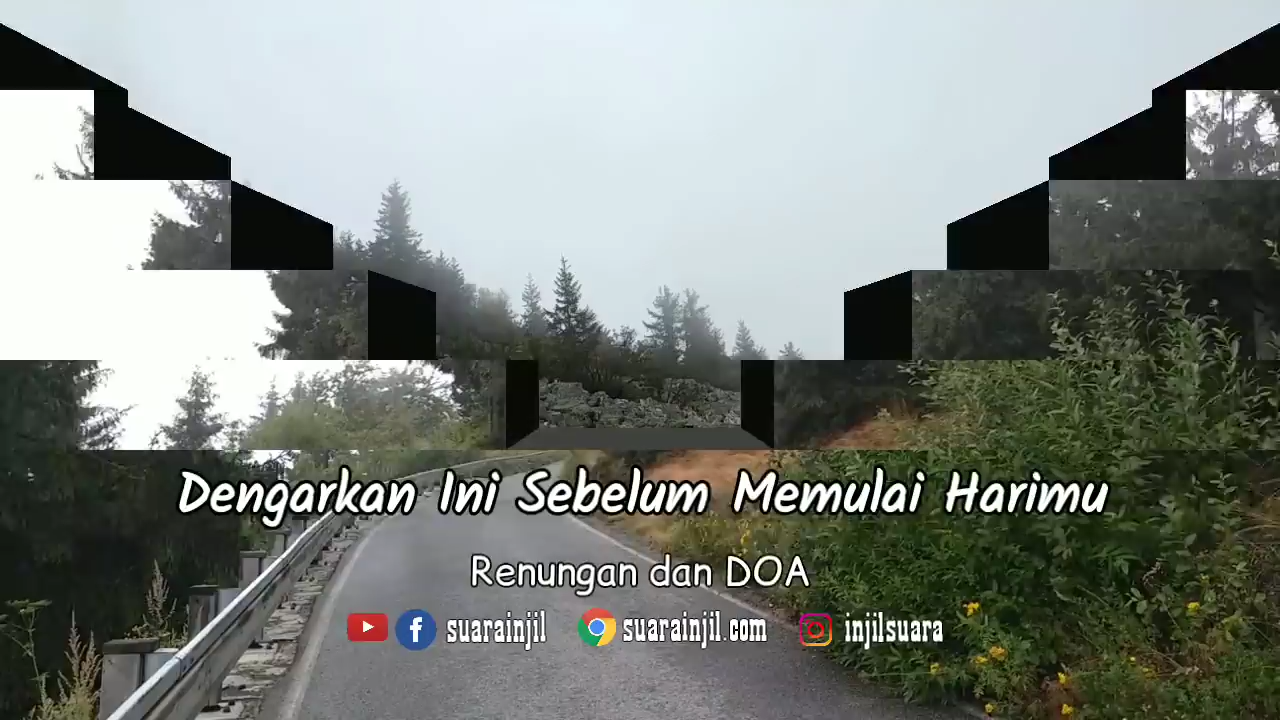 Dengarkan Ini Sebelum Memulai Harimu
Renungan dan DOA
suarainjil suarainjil.com injilsuara